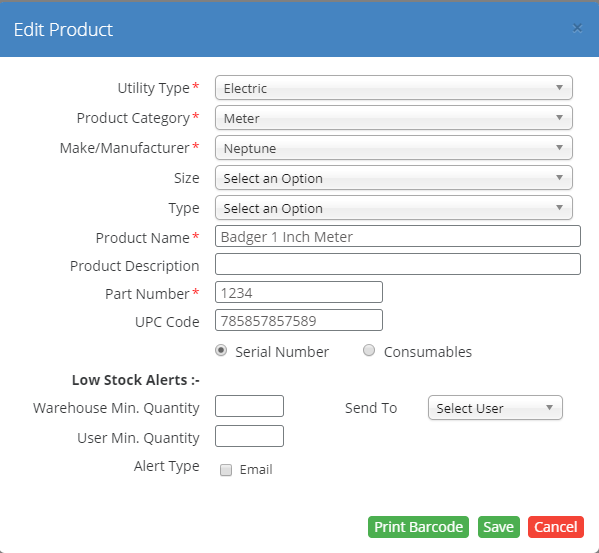 Edit Product ×
Utility Type * Electric
Product Category * Meter
Make/Manufacturer * Neptune
Size Select an Option
Type Select an Option
Product Name * Badger 1 Inch Meter
Product Description
Part Number * 1234
UPC Code 785857857589
Serial Number Consumables
Low Stock Alerts :-
Warehouse Min. Quantity Send To Select User
User Min. Quantity
Alert Type Email
Print Barcode Save Cancel